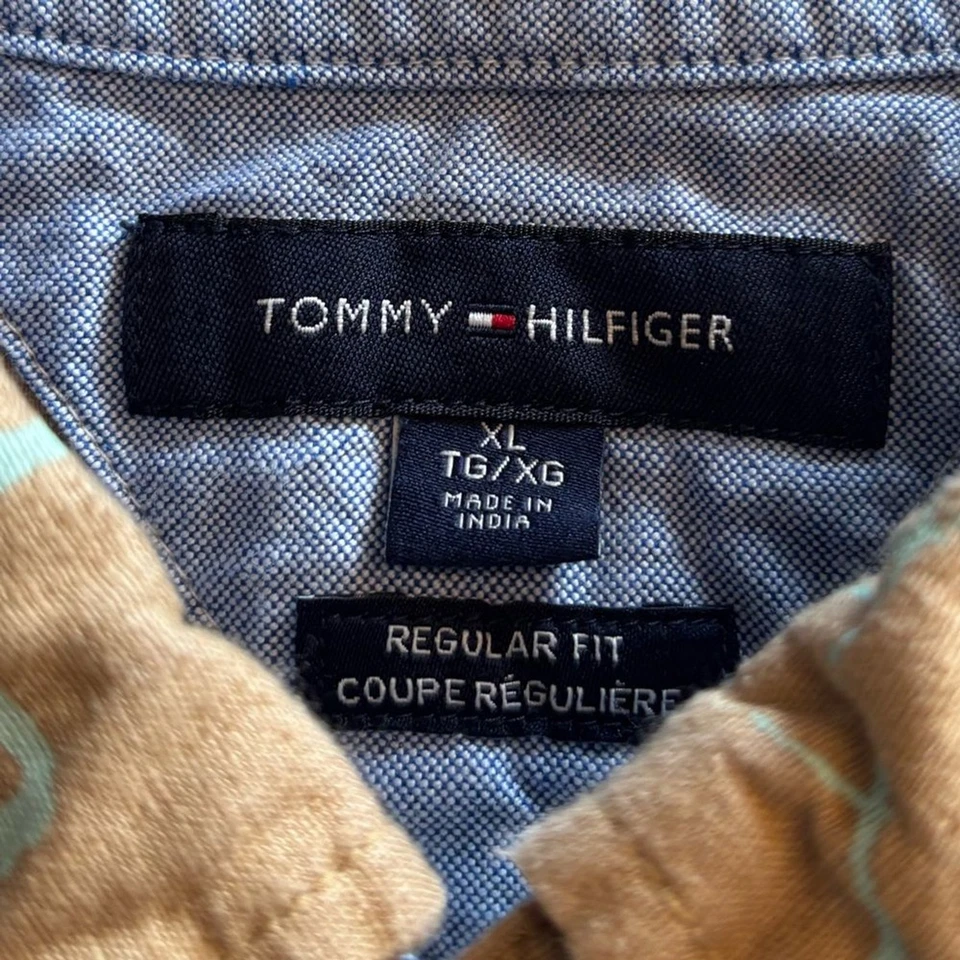 TOMMY HILFIGER
XL
TG/XG
MADE IN
INDIA
REGULAR FIT
COUPE RÉGULIÈRE